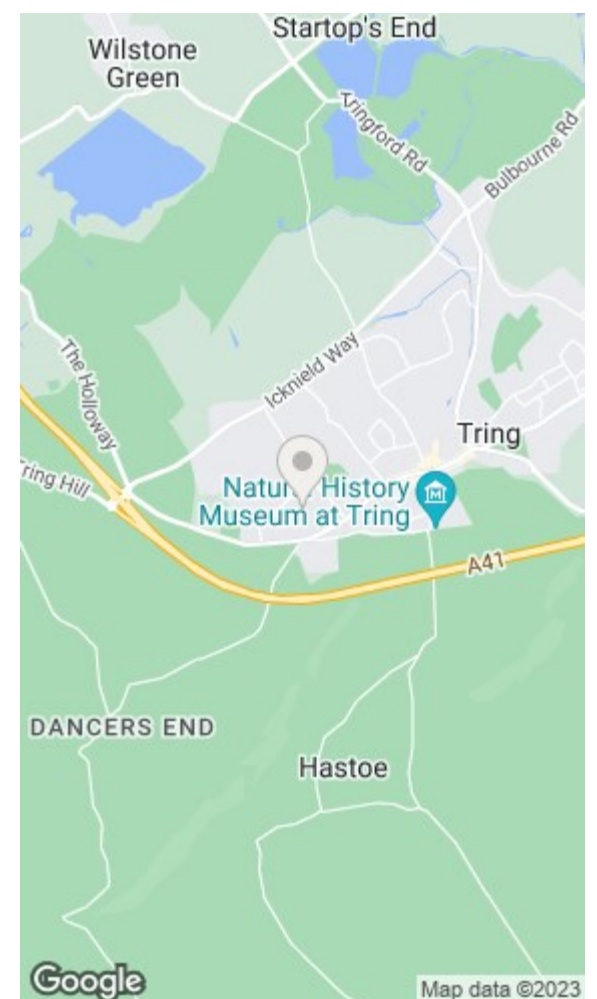 Startop's End
Wilstone
Green
Tringford Rd
Bulbourne Rd
The Holloway
Icknield Way
Tring
Tring Hill
Natural History
Museum at Tring
M
A41
DANCERS END
Hastoe
Google
Map data ©2023